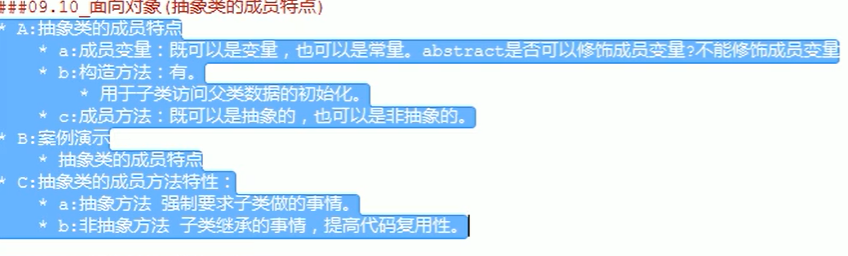 ###09.10_面向对象(抽象类的成员特点)
* A:抽象类的成员特点
* a:成员变量：既可以是变量，也可以是常量。abstract是否可以修饰成员变量?不能修饰成员变量
* b:构造方法：有。
* 用于子类访问父类数据的初始化。
* c:成员方法：既可以是抽象的，也可以是非抽象的。
* B:案例演示
* 抽象类的成员特点
* C:抽象类的成员方法特性：
* a:抽象方法 强制要求子类做的事情。
* b:非抽象方法 子类继承的事情，提高代码复用性。